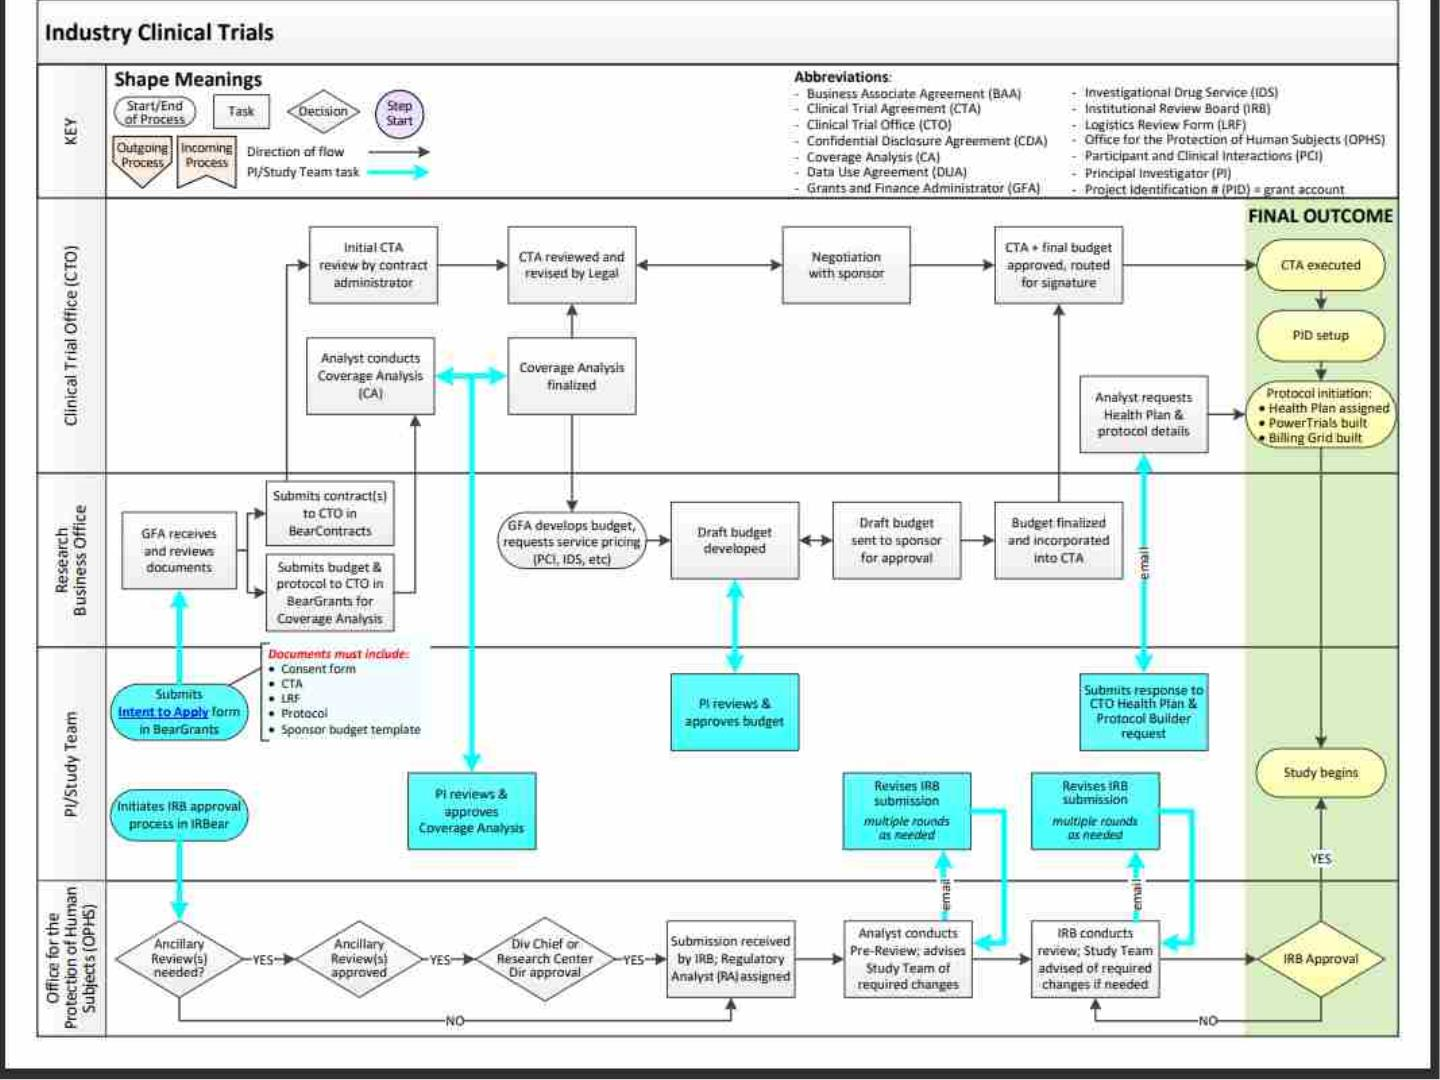 Industry Clinical Trials
KEY
Shape Meanings
Start/End
of Process
Task
Decision
Step
Start
Outgoing
Process
Incoming
Process
Direction of flow
PI/Study Team task
Abbreviations:
- Business Associate Agreement (BAA)
- Clinical Trial Agreement (CTA)
- Clinical Trial Office (CTO)
- Confidential Disclosure Agreement (CDA)
- Coverage Analysis (CA)
- Data Use Agreement (DUA)
- Grants and Finance Administrator (GFA)
- Investigational Drug Service (IDS)
- Institutional Review Board (IRB)
- Logistics Review Form (LRF)
- Office for the Protection of Human Subjects (OPHS)
- Participant and Clinical Interactions (PCI)
- Principal Investigator (PI)
- Project Identification # (PID) = grant account
Clinical Trial Office (CTO)
Initial CTA
review by contract
administrator
CTA reviewed and
revised by Legal
Negotiation
with sponsor
CTA + final budget
approved, routed
for signature
FINAL OUTCOME
CTA executed
PID setup
Analyst conducts
Coverage Analysis
(CA)
Coverage Analysis
finalized
Analyst requests
Health Plan &
protocol details
Protocol initiation:
• Health Plan assigned
• PowerTrials built
• Billing Grid built
Research
Business Office
GFA receives
and reviews
documents
Submits contract(s)
to CTO in
BearContracts
Submits budget &
protocol to CTO in
BearGrants for
Coverage Analysis
GFA develops budget,
requests service pricing
(PCI, IDS, etc)
Draft budget
developed
Draft budget
sent to sponsor
for approval
Budget finalized
and incorporated
into CTA
email
PI/Study Team
Submits
Intent to Apply form
in BearGrants
Documents must include:
• Consent form
• CTA
• LRF
• Protocol
• Sponsor budget template
PI reviews &
approves budget
Submits response to
CTO Health Plan &
Protocol Builder
request
Study begins
Initiates IRB approval
process in IRBear
PI reviews &
approves
Coverage Analysis
Revises IRB
submission
multiple rounds
as needed
Revises IRB
submission
multiple rounds
as needed
YES
email
email
Office for the
Protection of Human
Subjects (OPHS)
Ancillary
Review(s)
needed?
YES
Ancillary
Review(s)
approved
YES
Div Chief or
Research Center
Dir approval
YES
Submission received
by IRB; Regulatory
Analyst (RA) assigned
Analyst conducts
Pre-Review; advises
Study Team of
required changes
IRB conducts
review; Study Team
advised of required
changes if needed
IRB Approval
NO
NO